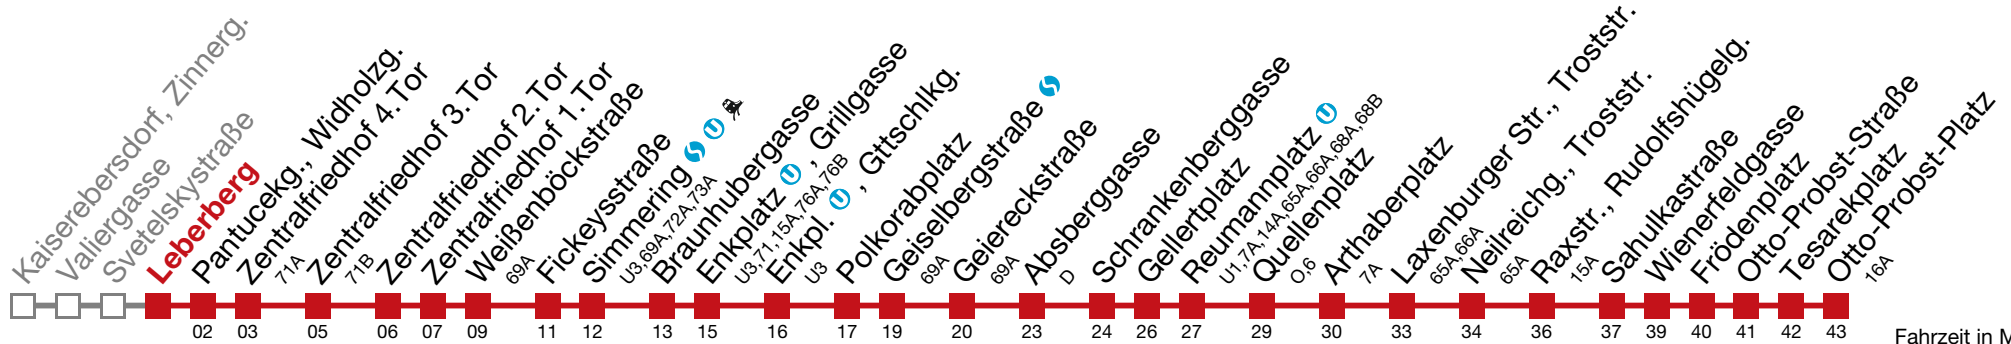 Kaiserebersdorf, Zinnerg.
Valiergasse
Svetelskystraße
Leberberg
Pantucekg., Widholzg.
Zentralfriedhof 4.Tor
71A
Zentralfriedhof 3.Tor
71B
Zentralfriedhof 2.Tor
Zentralfriedhof 1.Tor
Weißenböckstraße
69A
Fickeysstraße
Simmering S U
U3,69A,72A,73A
Braunhubergasse
Enkplatz U , Grillgasse
U3,71,15A,76A,76B
Enkpl. U , Gttschlkg.
U3
Polkorabplatz
Geiselbergstraße S
69A
Geiereckstraße
69A
Absberggasse
D
Schrankenberggasse
Gellertplatz
Reumannplatz U
U1,7A,14A,65A,66A,68A,68B
Quellenplatz
O,6
Arthaberplatz
7A
Laxenburger Str., Troststr.
65A,66A
Neilreichg., Troststr.
65A
Raxstr., Rudolfshügelg.
15A
Sahulkastraße
Wienerfeldgasse
Frödenplatz
Otto-Probst-Straße
Tesarekplatz
Otto-Probst-Platz
16A
02 03 05 06 07 09 11 12 13 15 16 17 19 20 23 24 26 27 29 30 33 34 36 37 39 40 41 42 43
Fahrzeit in M